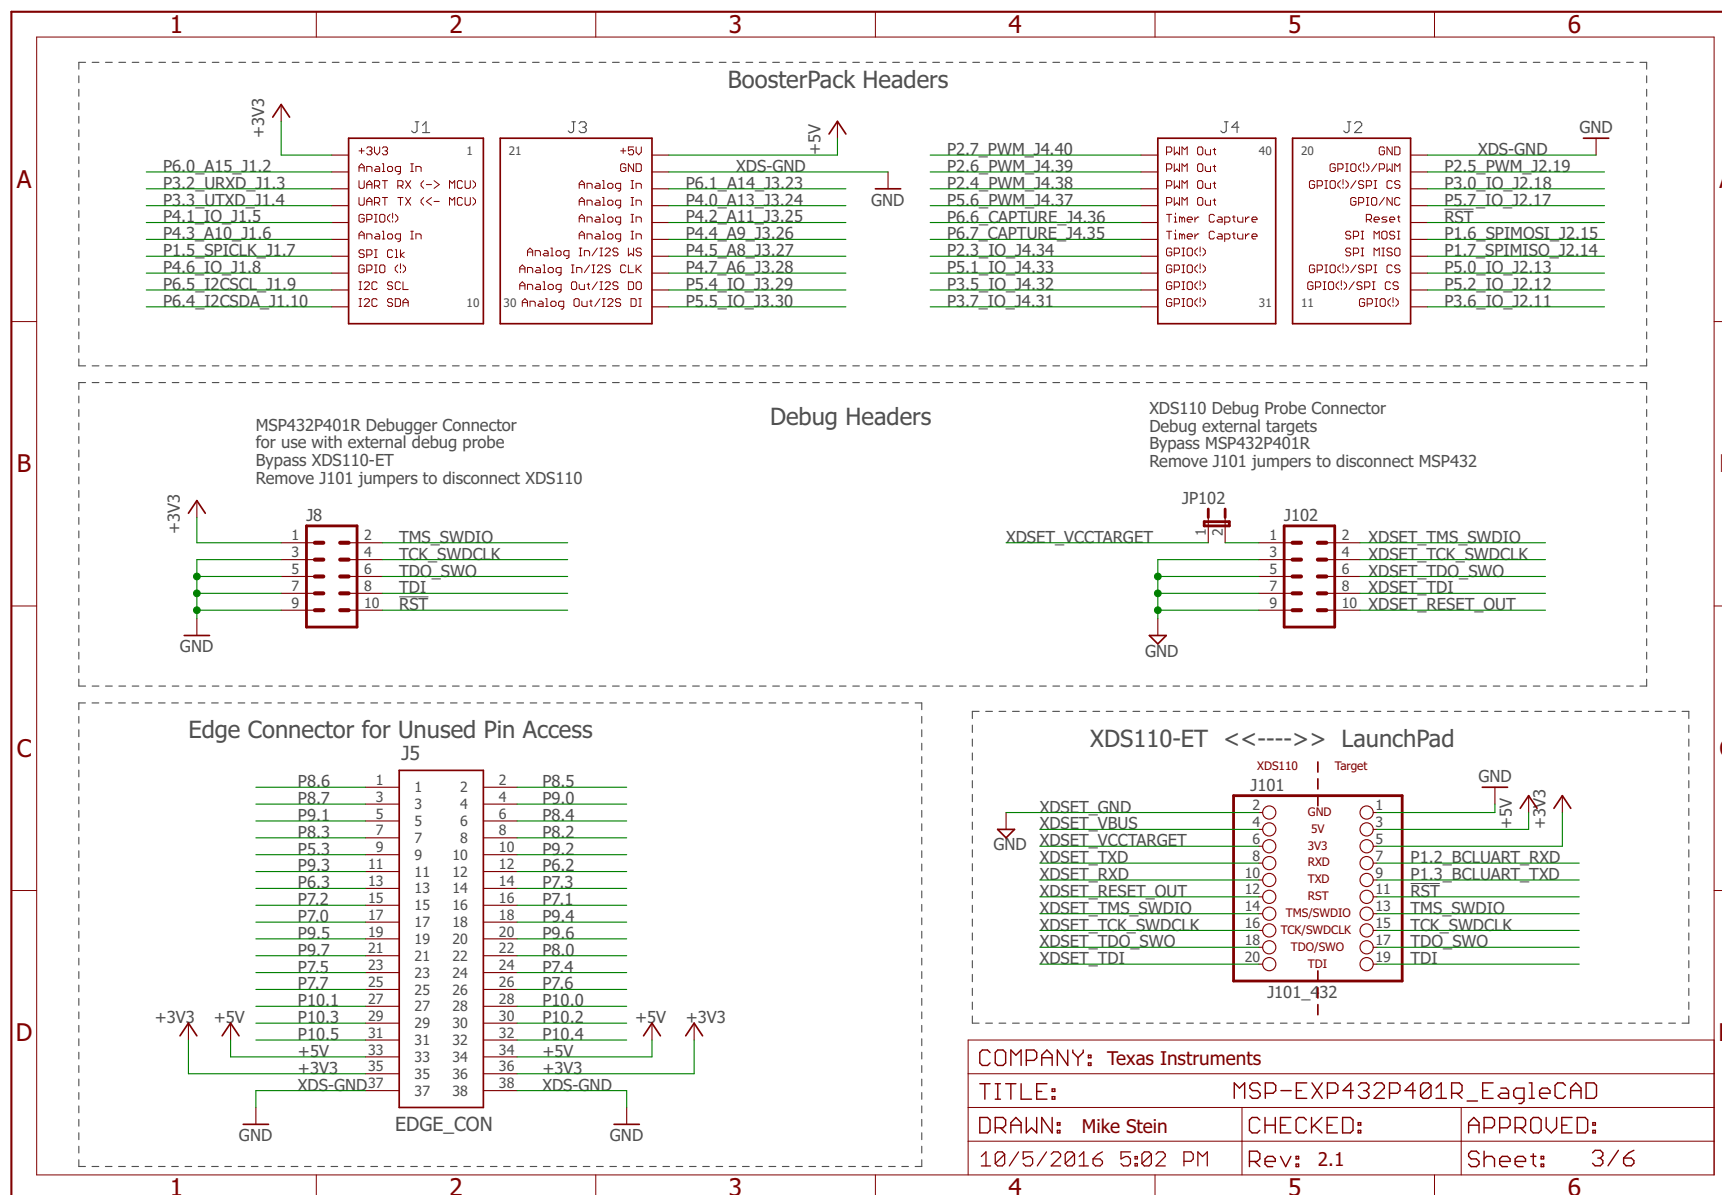 1 2 3 4 5 6
A
B
C
D
BoosterPack Headers
+3V3
J1
+3V3 1
Analog In
UART RX (-> MCU)
UART TX (<- MCU)
GPIO(!)
Analog In
SPI Clk
GPIO (!)
I2C SCL
I2C SDA 10
P6.0_A15_J1.2
P3.2_URXD_J1.3
P3.3_UTXD_J1.4
P4.1_IO_J1.5
P4.3_A10_J1.6
P1.5_SPICLK_J1.7
P4.6_IO_J1.8
P6.5_I2CSCL_J1.9
P6.4_I2CSDA_J1.10
J3
21 +5V
GND
Analog In
Analog In
Analog In
Analog In
Analog In/I2S WS
Analog In/I2S CLK
Analog Out/I2S DO
30 Analog Out/I2S DI
+5V
XDS-GND
GND
P6.1_A14_J3.23
P4.0_A13_J3.24
P4.2_A11_J3.25
P4.4_A9_J3.26
P4.5_A8_J3.27
P4.7_A6_J3.28
P5.4_IO_J3.29
P5.5_IO_J3.30
P2.7_PWM_J4.40
P2.6_PWM_J4.39
P2.4_PWM_J4.38
P5.6_PWM_J4.37
P6.6_CAPTURE_J4.36
P6.7_CAPTURE_J4.35
P2.3_IO_J4.34
P5.1_IO_J4.33
P3.5_IO_J4.32
P3.7_IO_J4.31
J4
PWM Out 40
PWM Out
PWM Out
PWM Out
Timer Capture
Timer Capture
GPIO(!)
GPIO(!)
GPIO(!)
GPIO(!) 31
J2
20 GND
GPIO(!)/PWM
GPIO(!)/SPI CS
GPIO/NC
Reset
SPI MOSI
SPI MISO
GPIO(!)/SPI CS
GPIO(!)/SPI CS
11 GPIO(!)
GND
XDS-GND
P2.5_PWM_J2.19
P3.0_IO_J2.18
P5.7_IO_J2.17
RST
P1.6_SPIMOSI_J2.15
P1.7_SPIMISO_J2.14
P5.0_IO_J2.13
P5.2_IO_J2.12
P3.6_IO_J2.11
Debug Headers
MSP432P401R Debugger Connector
for use with external debug probe
Bypass XDS110-ET
Remove J101 jumpers to disconnect XDS110
+3V3
J8
1 2 TMS_SWDIO
3 4 TCK_SWDCLK
5 6 TDO_SWO
7 8 TDI
9 10 RST
GND
XDS110 Debug Probe Connector
Debug external targets
Bypass MSP432P401R
Remove J101 jumpers to disconnect MSP432
JP102
1 2
J102
XDSET_VCCTARGET 1 2 XDSET_TMS_SWDIO
3 4 XDSET_TCK_SWDCLK
5 6 XDSET_TDO_SWO
7 8 XDSET_TDI
9 10 XDSET_RESET_OUT
GND
Edge Connector for Unused Pin Access
J5
P8.6 1 1 2 2 P8.5
P8.7 3 3 4 4 P9.0
P9.1 5 5 6 6 P8.4
P8.3 7 7 8 8 P8.2
P5.3 9 9 10 10 P9.2
P9.3 11 11 12 12 P6.2
P6.3 13 13 14 14 P7.3
P7.2 15 15 16 16 P7.1
P7.0 17 17 18 18 P9.4
P9.5 19 19 20 20 P9.6
P9.7 21 21 22 22 P8.0
P7.5 23 23 24 24 P7.4
P7.7 25 25 26 26 P7.6
P10.1 27 27 28 28 P10.0
+3V3 +5V P10.3 29 29 30 30 P10.2 +5V +3V3
P10.5 31 31 32 32 P10.4
+5V 33 33 34 34 +5V
+3V3 35 35 36 36 +3V3
XDS-GND 37 37 38 38 XDS-GND
GND EDGE_CON GND
XDS110-ET <<---->> LaunchPad
XDS110 Target
J101
GND
+5V
+3V3
XDSET_GND 2 GND 1
XDSET_VBUS 4 5V 3
XDSET_VCCTARGET 6 3V3 5
XDSET_TXD 8 RXD 7 P1.2_BCLUART_RXD
XDSET_RXD 10 TXD 9 P1.3_BCLUART_TXD
XDSET_RESET_OUT 12 RST 11 RST
XDSET_TMS_SWDIO 14 TMS/SWDIO 13 TMS_SWDIO
XDSET_TCK_SWDCLK 16 TCK/SWDCLK 15 TCK_SWDCLK
XDSET_TDO_SWO 18 TDO/SWO 17 TDO_SWO
XDSET_TDI 20 TDI 19 TDI
GND
J101_432
COMPANY: Texas Instruments
TITLE: MSP-EXP432P401R_EagleCAD
DRAWN: Mike Stein CHECKED: APPROVED:
10/5/2016 5:02 PM Rev: 2.1 Sheet: 3/6
1 2 3 4 5 6